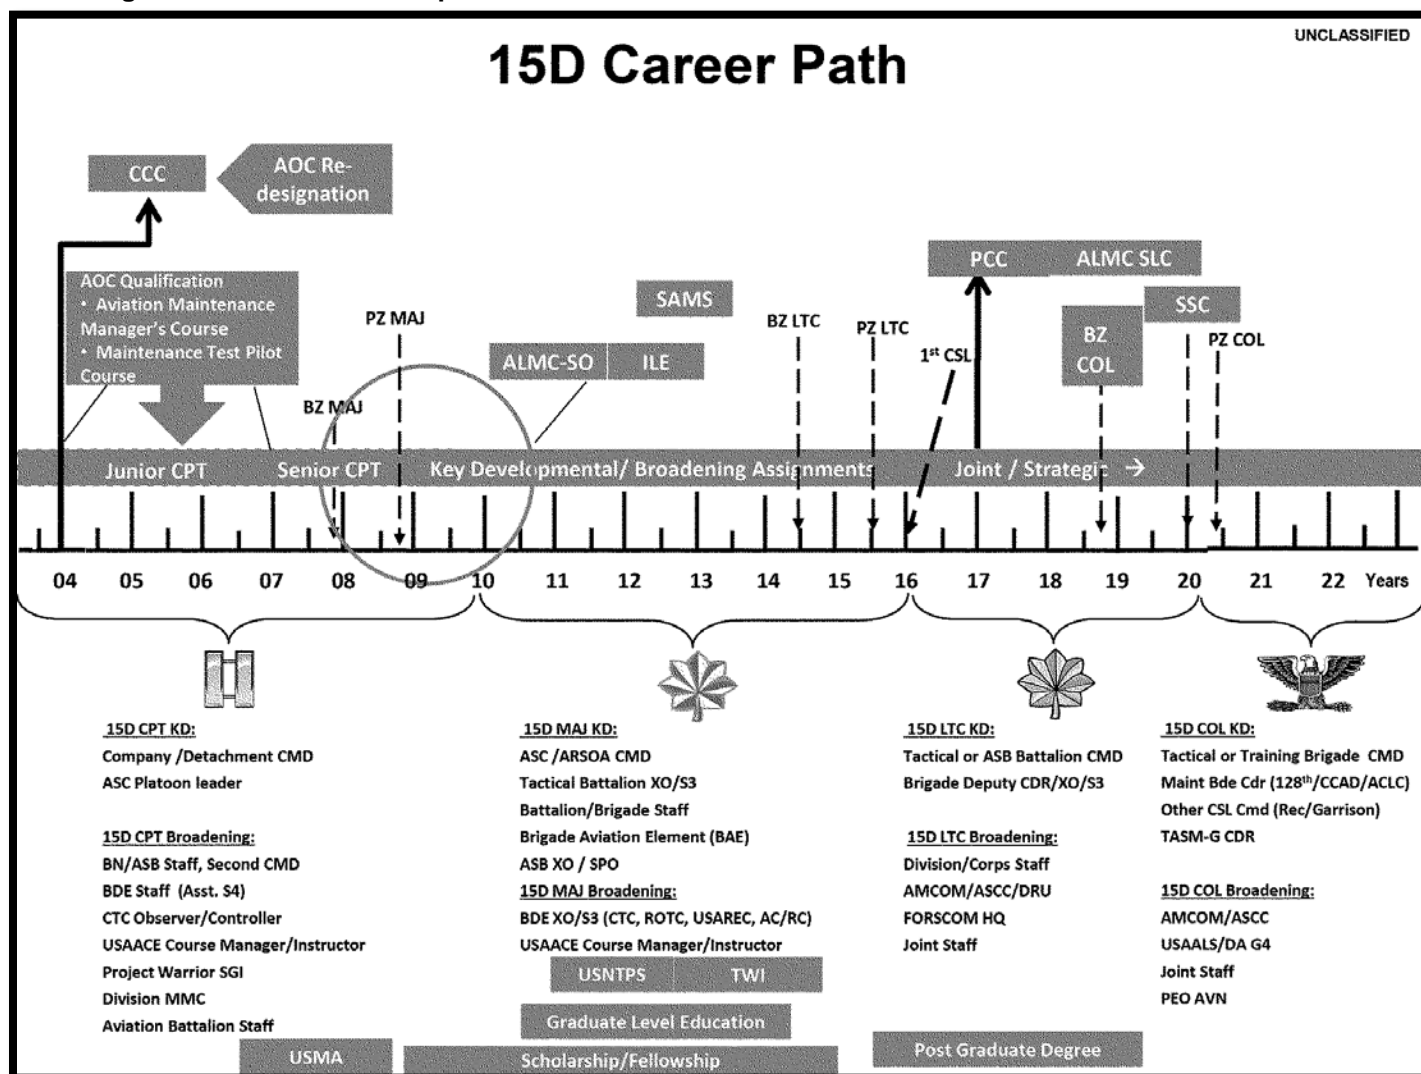 UNCLASSIFIED
15D Career Path
CCC
AOC Re-
designation
AOC Qualification
• Aviation Maintenance
Manager's Course
• Maintenance Test Pilot
Course
PZ MAJ
BZ MAJ
SAMS
ALMC-SO
ILE
BZ LTC
PZ LTC
1st CSL
PCC
ALMC SLC
BZ
COL
SSC
PZ COL
Junior CPT
Senior CPT
Key Developmental/ Broadening Assignments
Joint / Strategic →
04 05 06 07 08 09 10 11 12 13 14 15 16 17 18 19 20 21 22 Years
15D CPT KD:
Company /Detachment CMD
ASC Platoon leader
15D CPT Broadening:
BN/ASB Staff, Second CMD
BDE Staff (Asst. S4)
CTC Observer/Controller
USAACE Course Manager/Instructor
Project Warrior SGI
Division MMC
Aviation Battalion Staff
15D MAJ KD:
ASC /ARSOA CMD
Tactical Battalion XO/S3
Battalion/Brigade Staff
Brigade Aviation Element (BAE)
ASB XO / SPO
15D MAJ Broadening:
BDE XO/S3 (CTC, ROTC, USAREC, AC/RC)
USAACE Course Manager/Instructor
15D LTC KD:
Tactical or ASB Battalion CMD
Brigade Deputy CDR/XO/S3
15D LTC Broadening:
Division/Corps Staff
AMCOM/ASCC/DRU
FORSCOM HQ
Joint Staff
15D COL KD:
Tactical or Training Brigade CMD
Maint Bde Cdr (128th/CCAD/ACLC)
Other CSL Cmd (Rec/Garrison)
TASM-G CDR
15D COL Broadening:
AMCOM/ASCC
USAALS/DA G4
Joint Staff
PEO AVN
USNTPS
TWI
Graduate Level Education
USMA
Scholarship/Fellowship
Post Graduate Degree